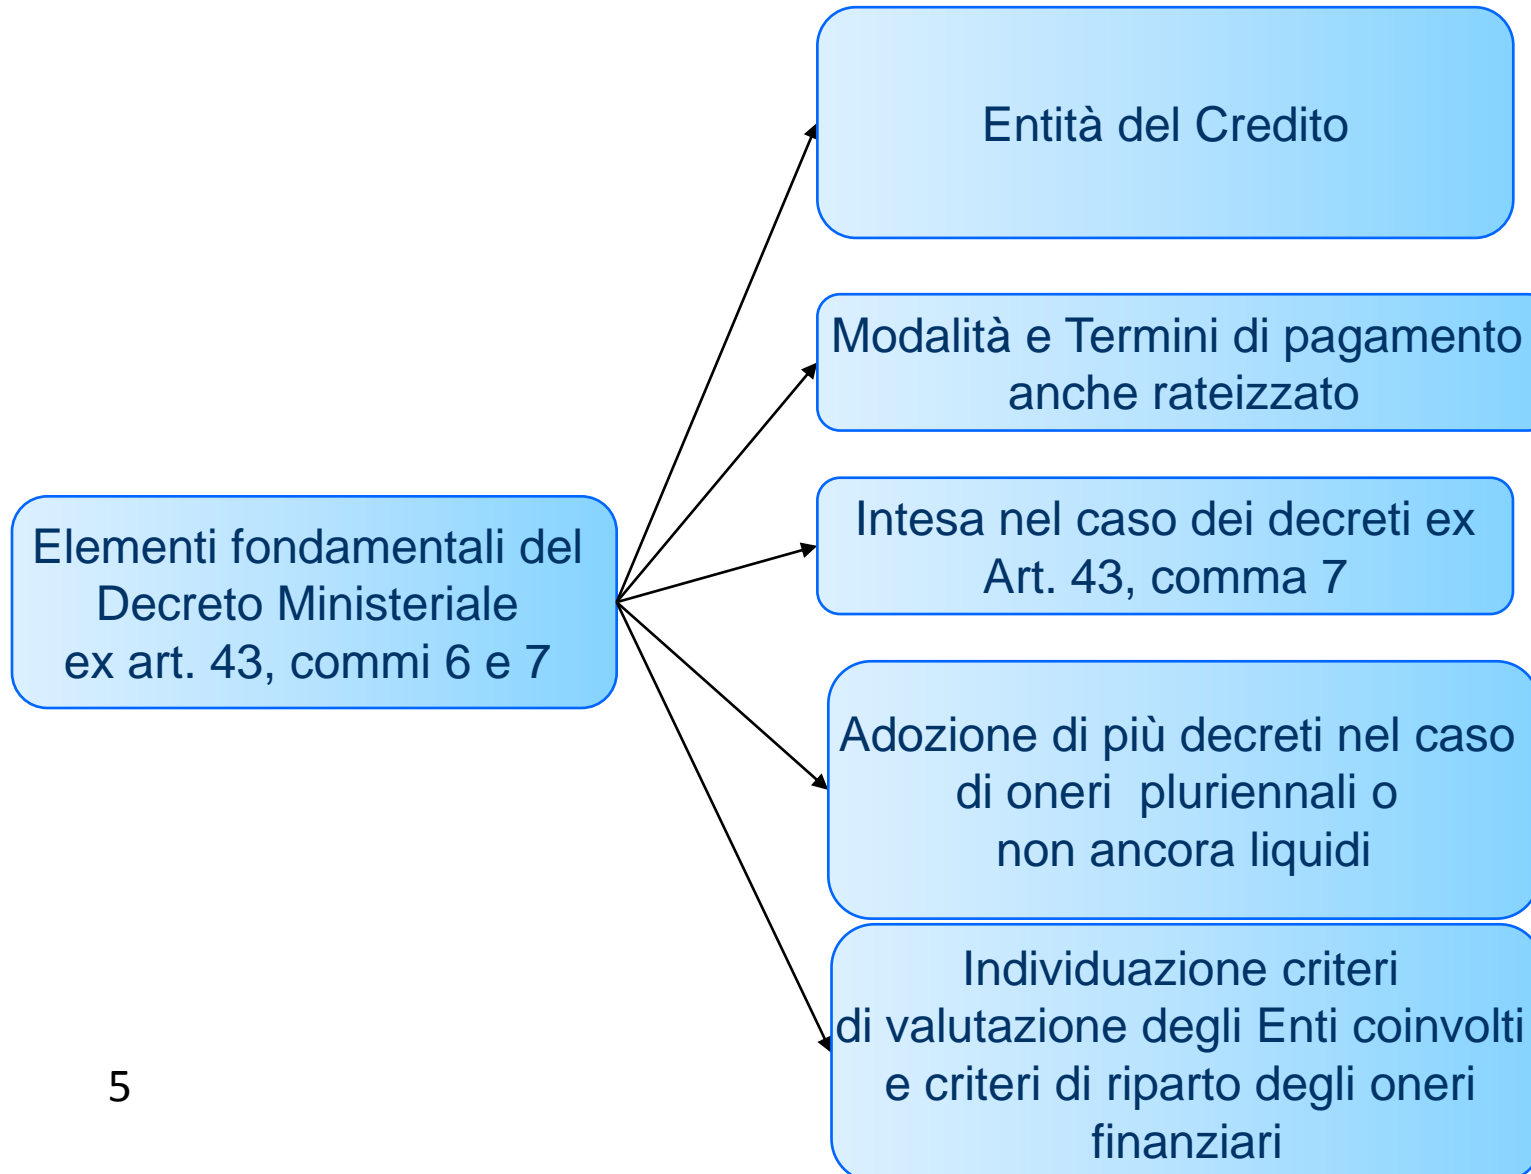 Entità del Credito
Modalità e Termini di pagamento
anche rateizzato
Intesa nel caso dei decreti ex
Art. 43, comma 7
Elementi fondamentali del
Decreto Ministeriale
ex art. 43, commi 6 e 7
Adozione di più decreti nel caso
di oneri  pluriennali o
non ancora liquidi
Individuazione criteri
di valutazione degli Enti coinvolti
e criteri di riparto degli oneri
finanziari
5